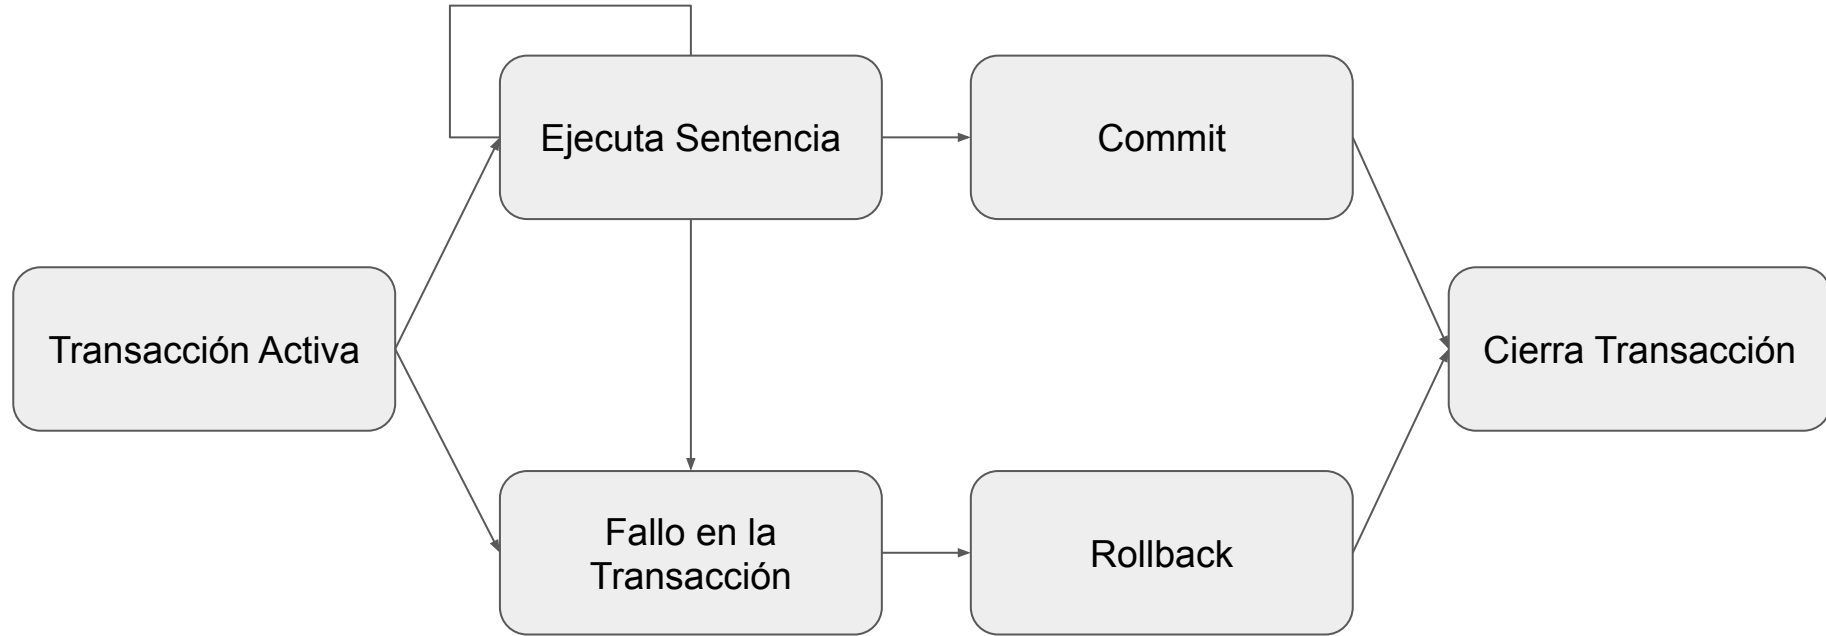 Ejecuta Sentencia
Commit
Transacción Activa
Cierra Transacción
Fallo en la
Transacción
Rollback